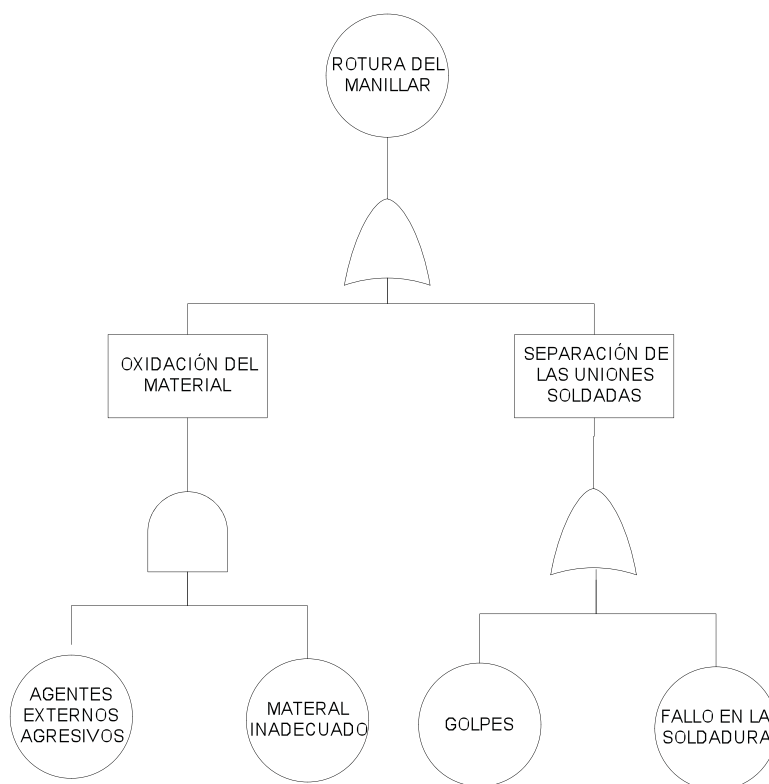 ROTURA DEL
MANILLAR
OXIDACIÓN DEL
MATERIAL
SEPARACIÓN DE
LAS UNIONES
SOLDADAS
AGENTES
EXTERNOS
AGRESIVOS
MATERAL
INADECUADO
GOLPES
FALLO EN LA
SOLDADURA